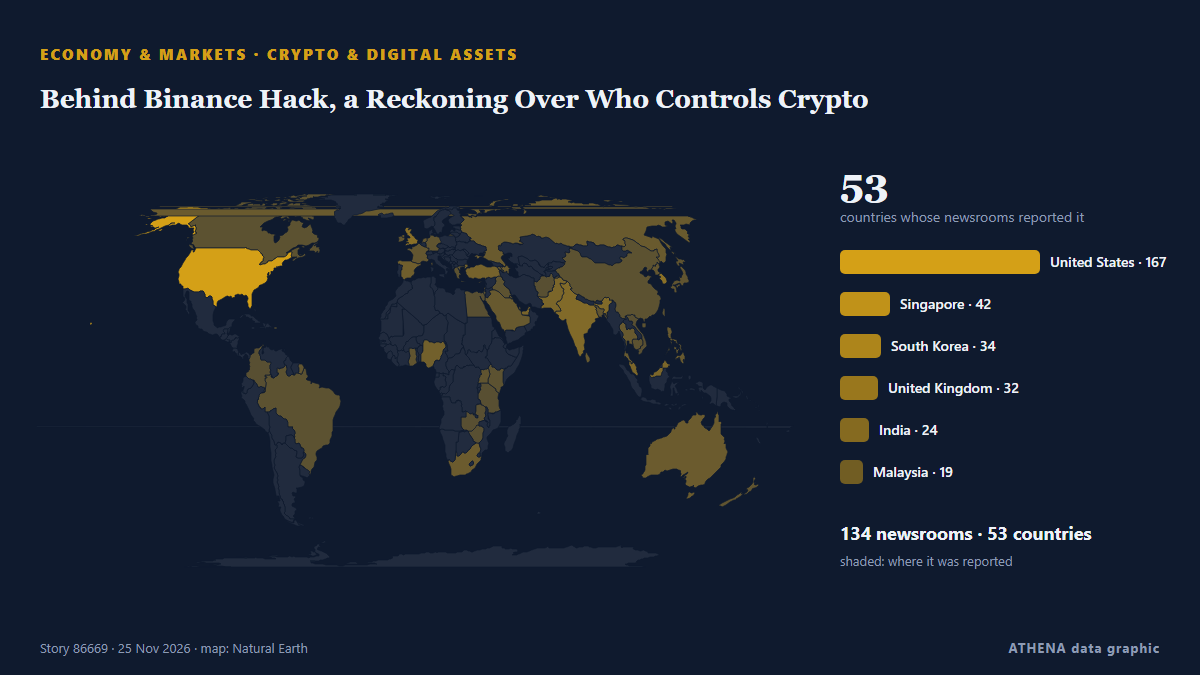 ECONOMY & MARKETS · CRYPTO & DIGITAL ASSETS
Behind Binance Hack, a Reckoning Over Who Controls Crypto
53
countries whose newsrooms reported it
United States · 167
Singapore · 42
South Korea · 34
United Kingdom · 32
India · 24
Malaysia · 19
134 newsrooms · 53 countries
shaded: where it was reported
Story 86669 · 25 Nov 2026 · map: Natural Earth
ATHENA data graphic